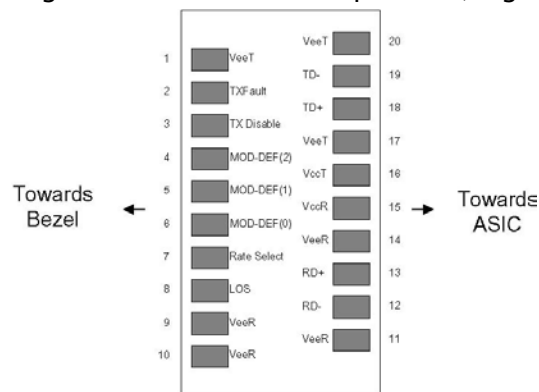 VeeT 20
1 VeeT
TD- 19
2 TXFault
TD+ 18
3 TX Disable
VeeT 17
4 MOD-DEF(2)
VccT 16
5 MOD-DEF(1)
Towards Bezel
VccR 15
Towards ASIC
6 MOD-DEF(0)
VeeR 14
7 Rate Select
RD+ 13
8 LOS
RD- 12
9 VeeR
VeeR 11
10 VeeR